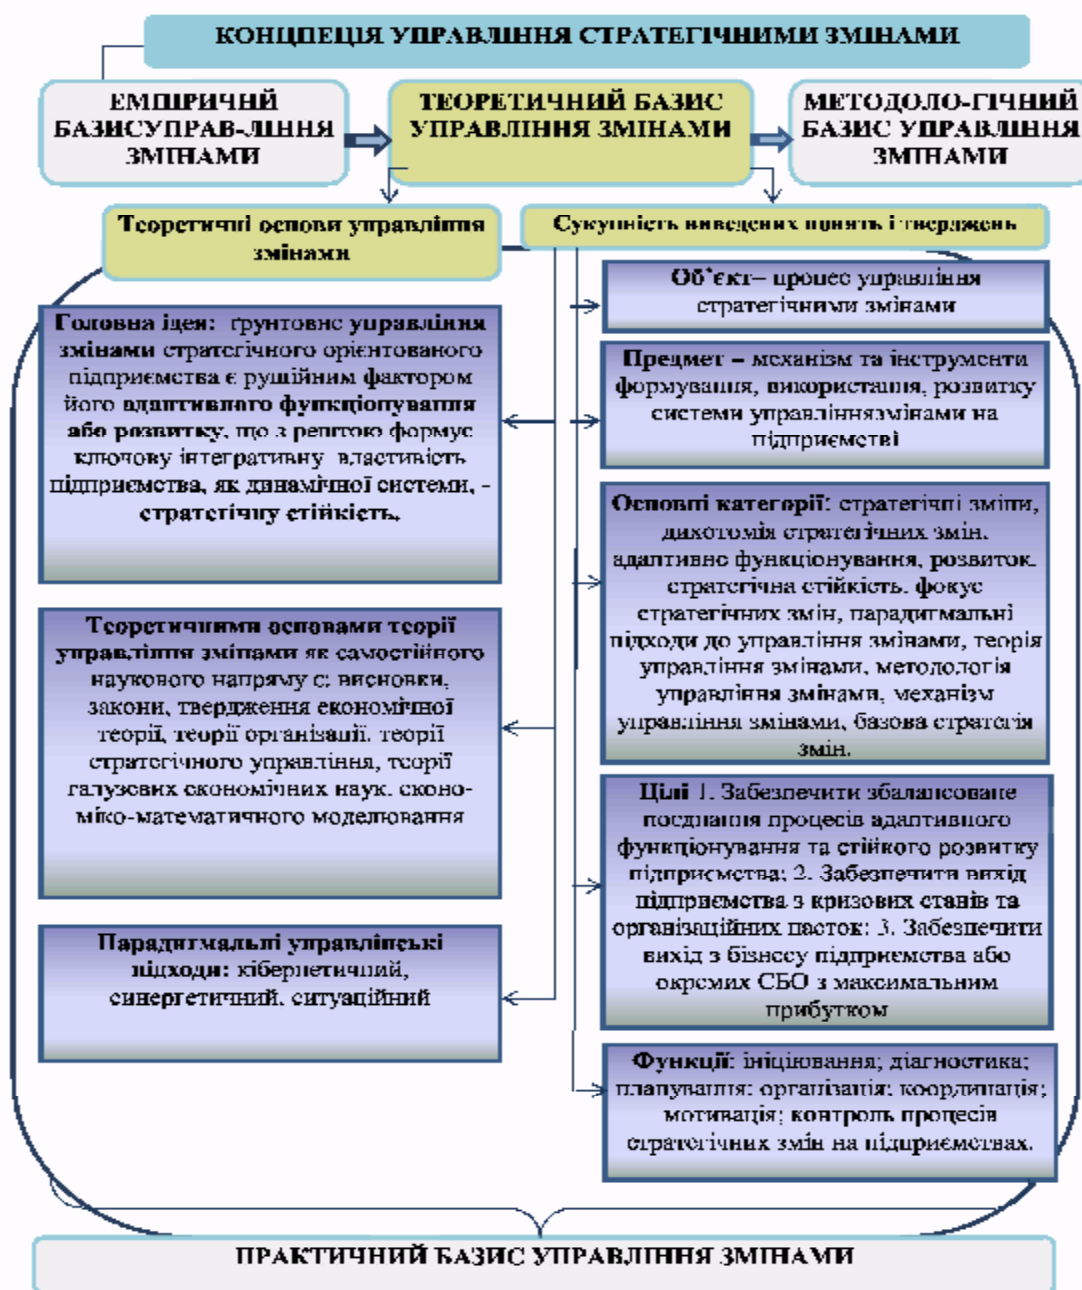 КОНЦПЕЦІЯ УПРАВЛІННЯ СТРАТЕГІЧНИМИ ЗМІНАМИ
ЕМПІРИЧНЙ
БАЗИСУПРАВ-ЛІННЯ
ЗМІНАМИ
ТЕОРЕТИЧНИЙ БАЗИС
УПРАВЛІННЯ ЗМІНАМИ
МЕТОДОЛО-ГІЧНИЙ
БАЗИС УПРАВЛІННЯ
ЗМІНАМИ
Теоретичні основи управління
змінами
Головна ідея: ґрунтовне управління
змінами стратегічного орієнтованого
підприємства є рушійним фактором
його адаптивного функціонування
або розвитку, що з рештою формує
ключову інтегративну властивість
підприємства, як динамічної системи, -
стратегічну стійкість.
Теоретичними основами теорії
управління змінами як самостійного
наукового напряму є: висновки,
закони, твердження економічної
теорії, теорії організації, теорії
стратегічного управління, теорії
галузевих економічних наук, еконо-
міко-математичного моделювання
Парадигмальні управлінські
підходи: кібернетичний,
синергетичний, ситуаційний
Сукупність виведених понять і тверджень
Об'єкт– процес управління
стратегічними змінами
Предмет – механізм та інструменти
формування, використання, розвитку
системи управліннязмінами на
підприємстві
Основні категорії: стратегічні зміни,
дихотомія стратегічних змін,
адаптивне функціонування, розвиток,
стратегічна стійкість, фокус
стратегічних змін, парадигмальні
підходи до управління змінами, теорія
управління змінами, методологія
управління змінами, механізм
управління змінами, базова стратегія
змін.
Цілі 1. Забезпечити збалансоване
поєднання процесів адаптивного
функціонування та стійкого розвитку
підприємства; 2. Забезпечити вихід
підприємства з кризових станів та
організаційних пасток; 3. Забезпечити
вихід з бізнесу підприємства або
окремих СБО з максимальним
прибутком
Функції: ініціювання; діагностика;
планування; організація; координація;
мотивація; контроль процесів
стратегічних змін на підприємствах.
ПРАКТИЧНИЙ БАЗИС УПРАВЛІННЯ ЗМІНАМИ